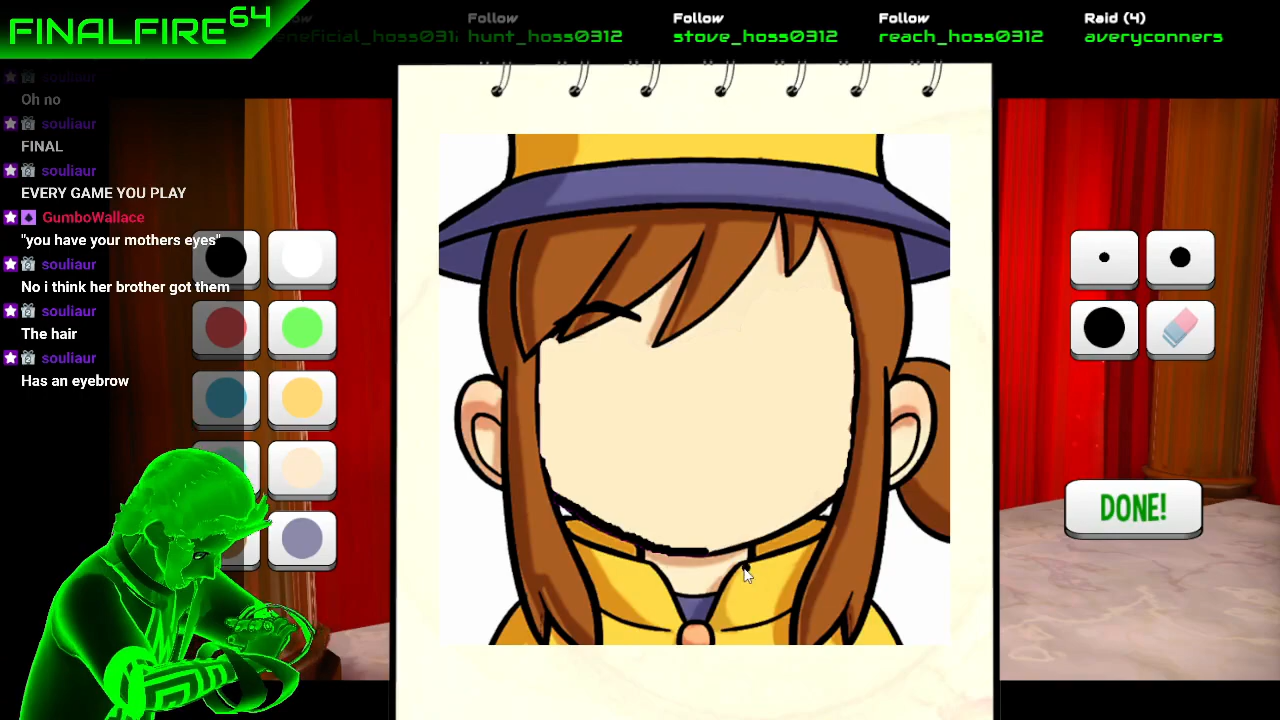 FINALFIRE64
Follow
hunt_hoss0312
Follow
stove_hoss0312
Follow
reach_hoss0312
Raid (4)
averyconners
souliaur
Oh no
souliaur
FINAL
souliaur
EVERY GAME YOU PLAY
GumboWallace
"you have your mothers eyes"
souliaur
No i think her brother got them
souliaur
The hair
souliaur
Has an eyebrow
DONE!